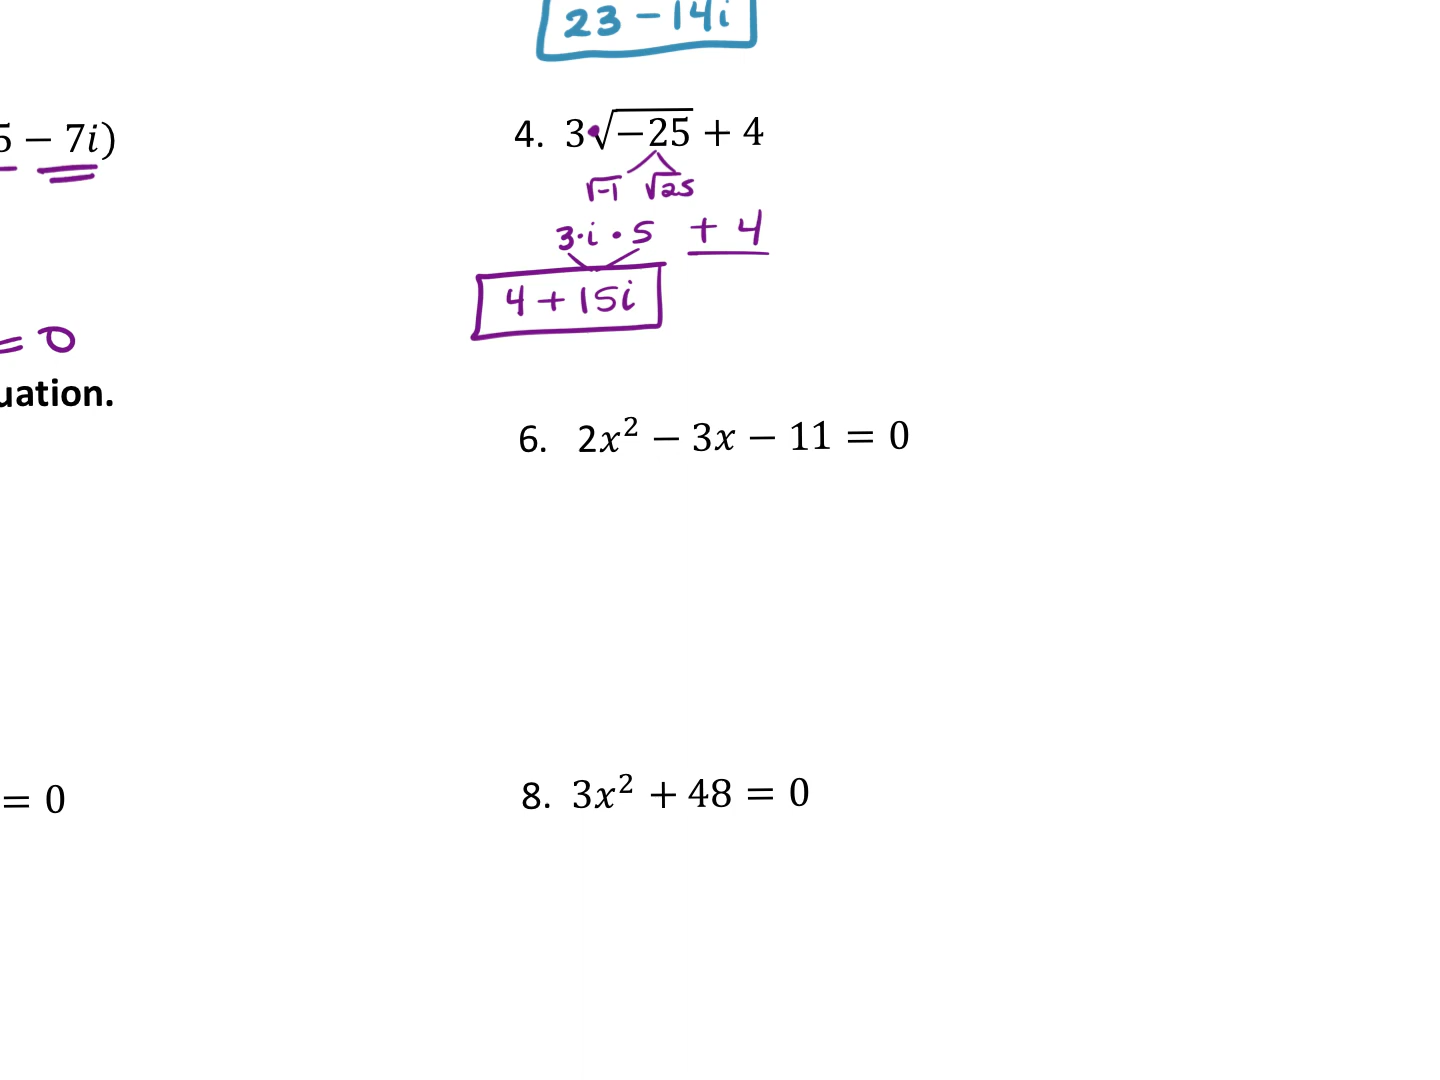 23 - 14i
5 − 7i)
4. 3√−25 + 4
√-1 √25
3·i·5 + 4
4 + 15i
= 0
uation.
6. 2x² − 3x − 11 = 0
= 0
8. 3x² + 48 = 0